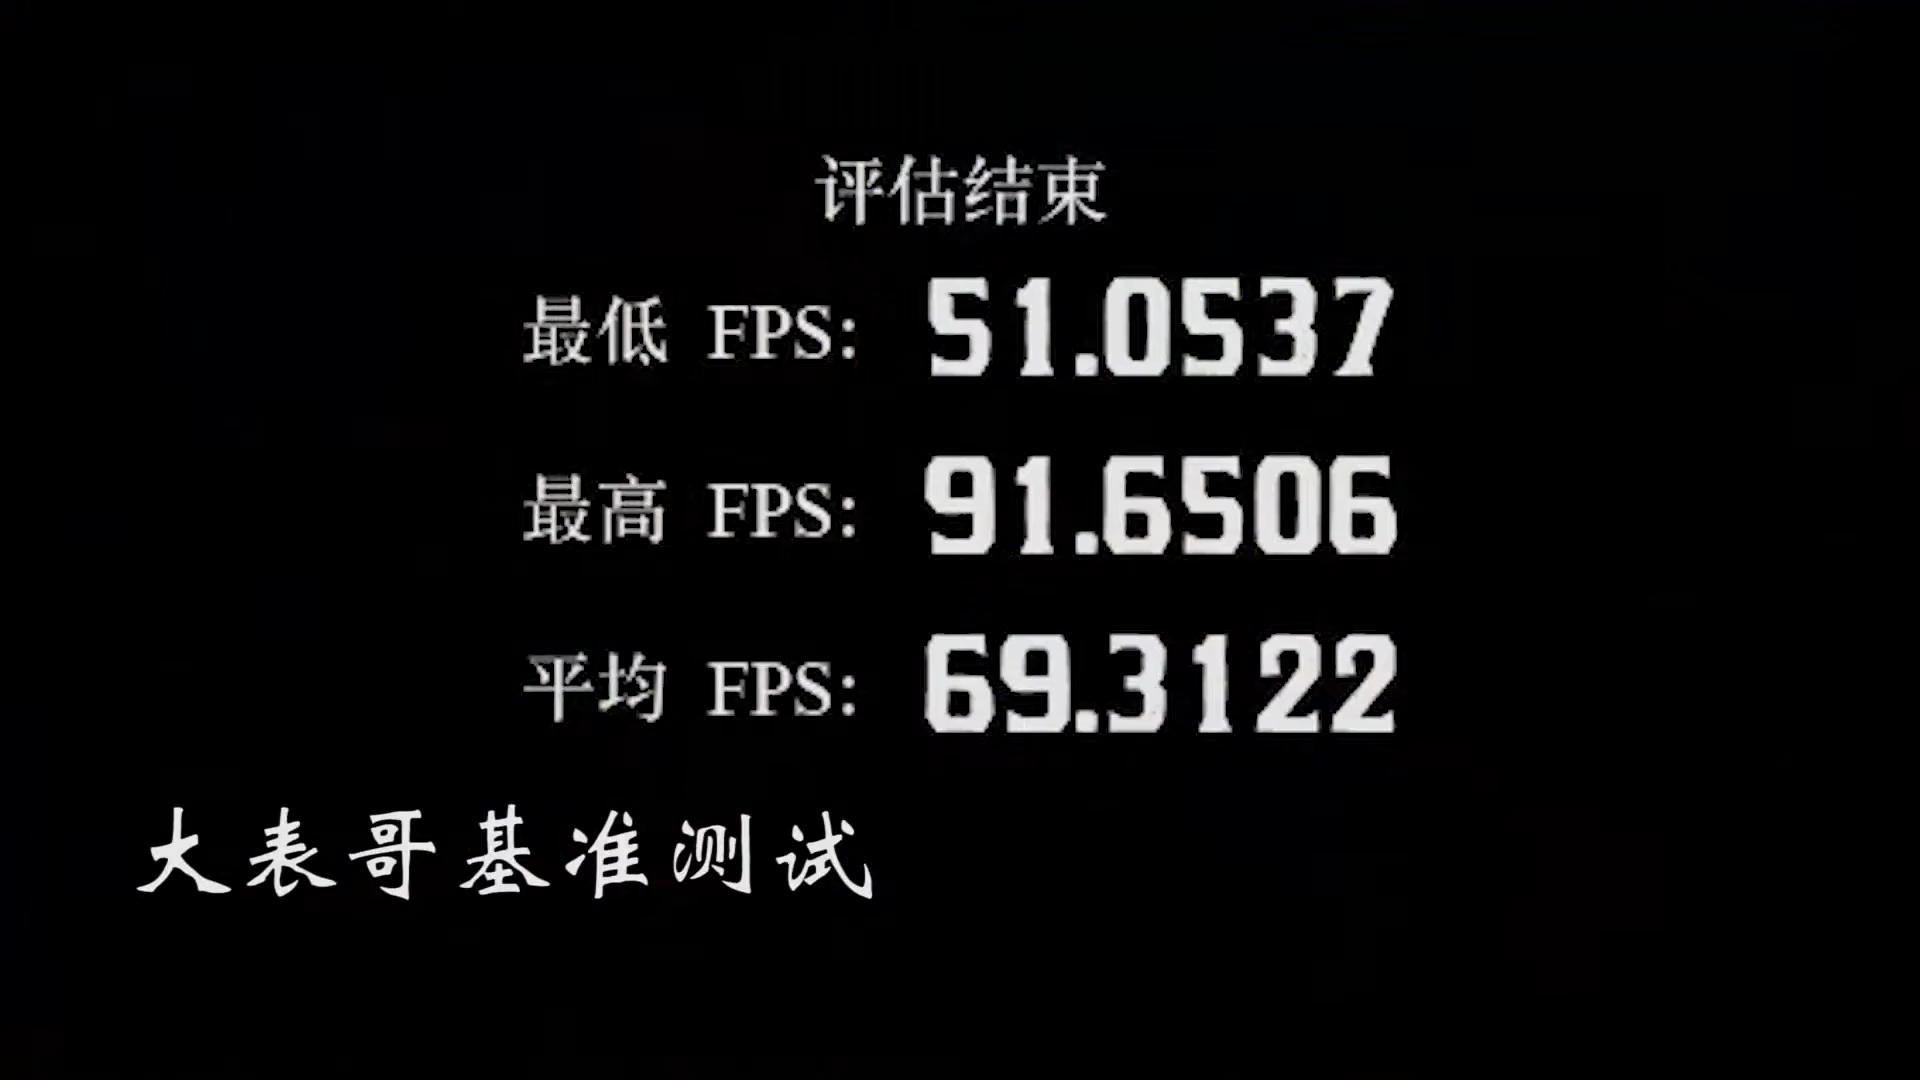 评估结束
最低 FPS: 51.0537
最高 FPS: 91.6506
平均 FPS: 69.3122
大表哥基准测试